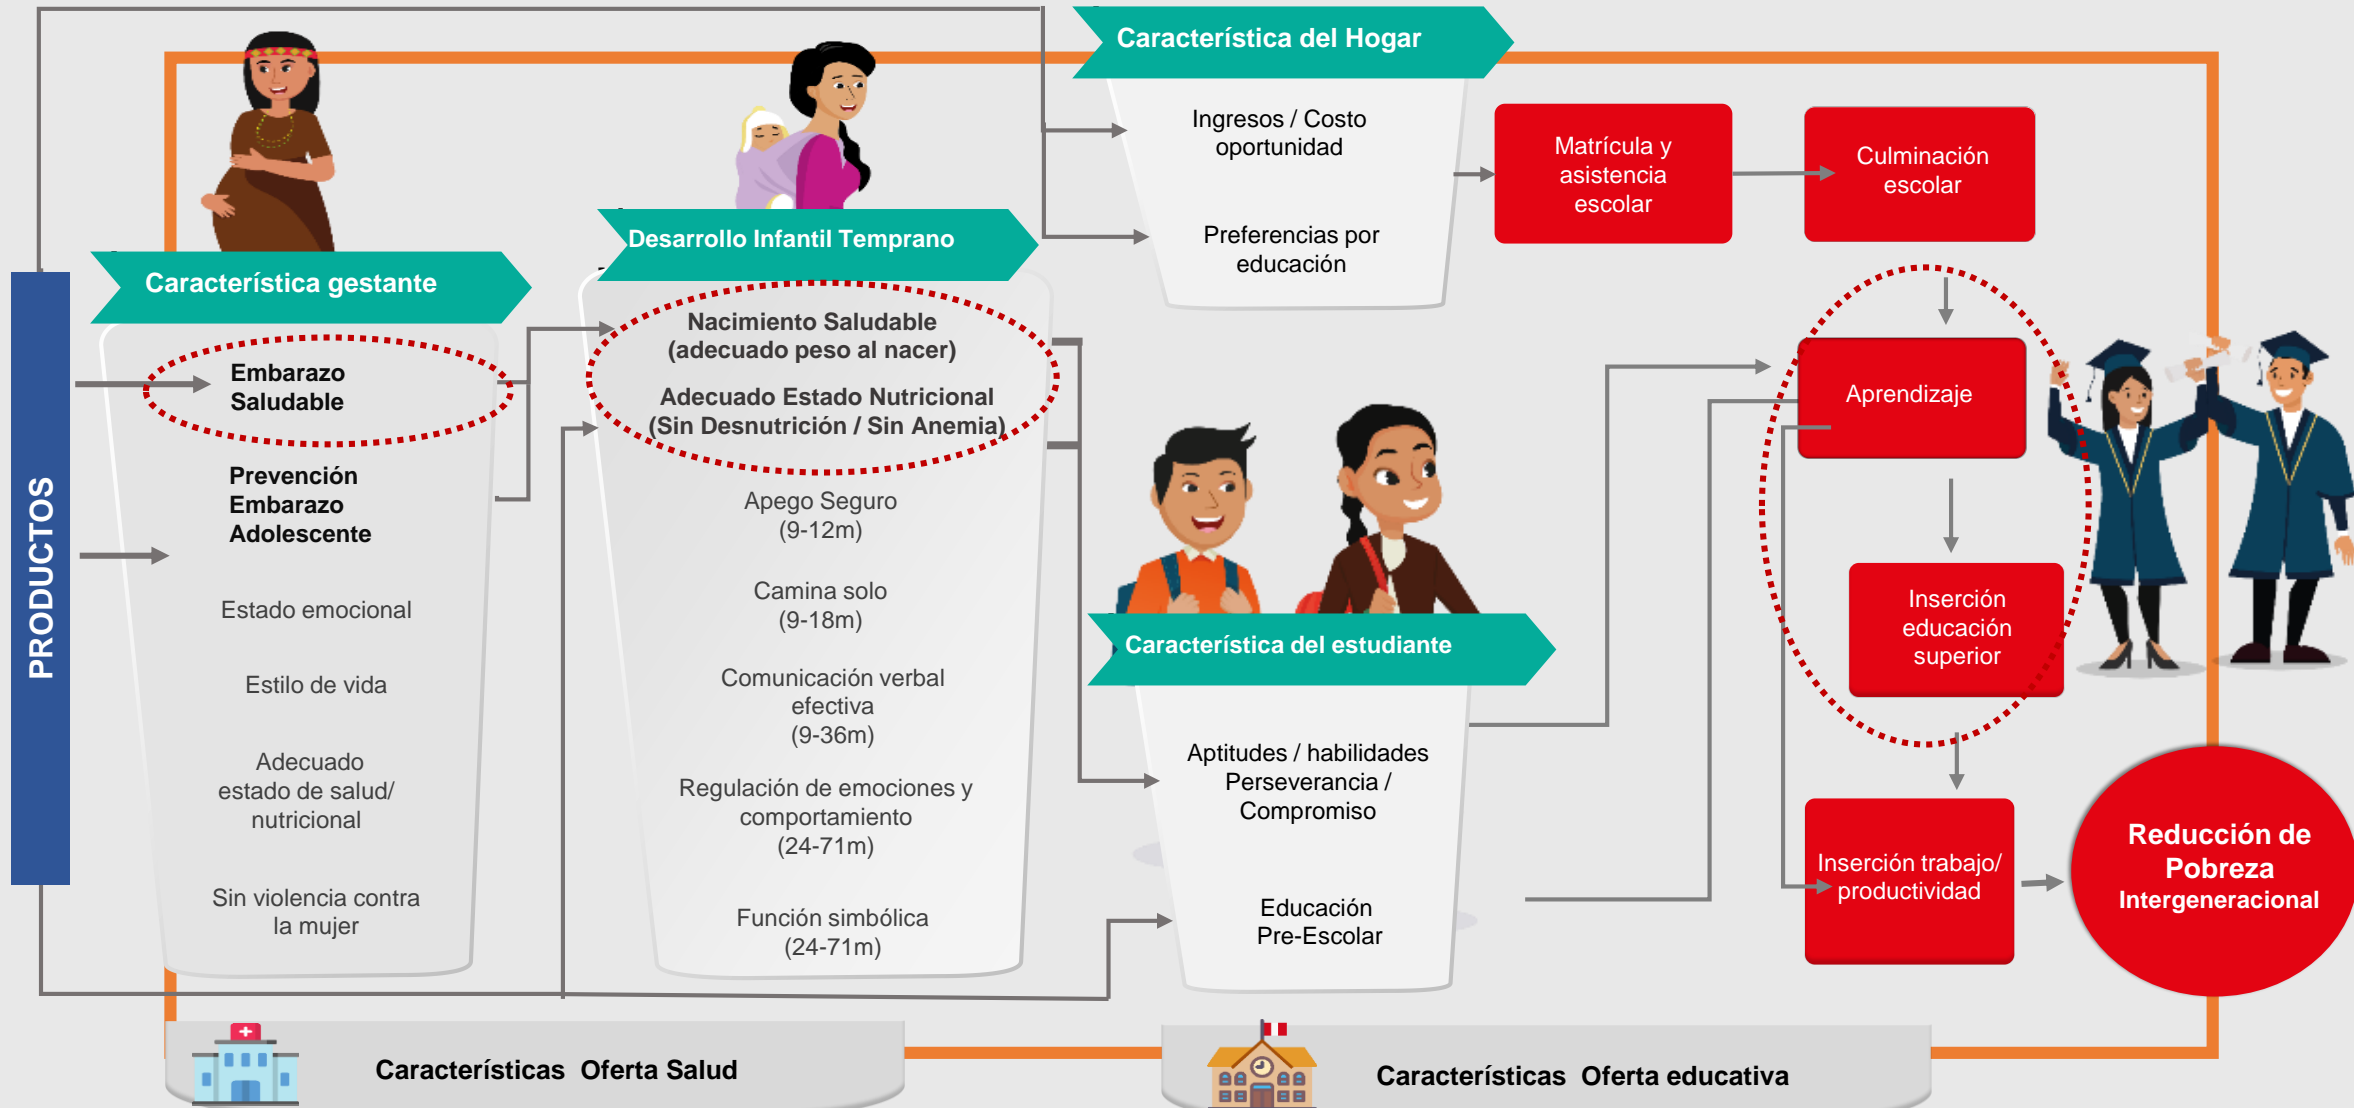 PRODUCTOS
Característica gestante
Embarazo
Saludable
Prevención
Embarazo
Adolescente
Estado emocional
Estilo de vida
Adecuado
estado de salud/
nutricional
Sin violencia contra
la mujer
Desarrollo Infantil Temprano
Nacimiento Saludable
(adecuado peso al nacer)
Adecuado Estado Nutricional
(Sin Desnutrición / Sin Anemia)
Apego Seguro
(9-12m)
Camina solo
(9-18m)
Comunicación verbal
efectiva
(9-36m)
Regulación de emociones y
comportamiento
(24-71m)
Función simbólica
(24-71m)
Característica del Hogar
Ingresos / Costo
oportunidad
Preferencias por
educación
Característica del estudiante
Aptitudes / habilidades
Perseverancia /
Compromiso
Educación
Pre-Escolar
Matrícula y
asistencia
escolar
Culminación
escolar
Aprendizaje
Inserción
educación
superior
Inserción trabajo/
productividad
Reducción de
Pobreza
Intergeneracional
Características Oferta Salud
Características Oferta educativa